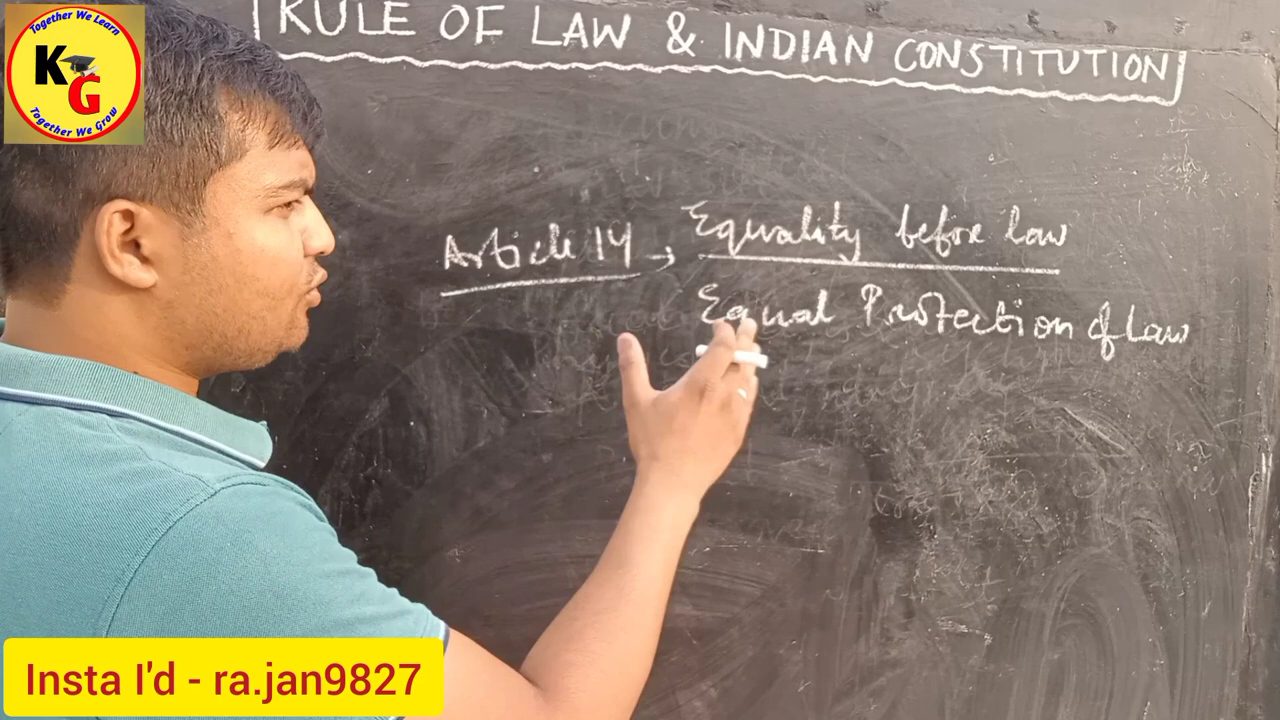 Together We Learn
KG
Together We Grow
RULE OF LAW & INDIAN CONSTITUTION
Article 14 → Equality before law
Equal Protection of Law
Insta I'd - ra.jan9827